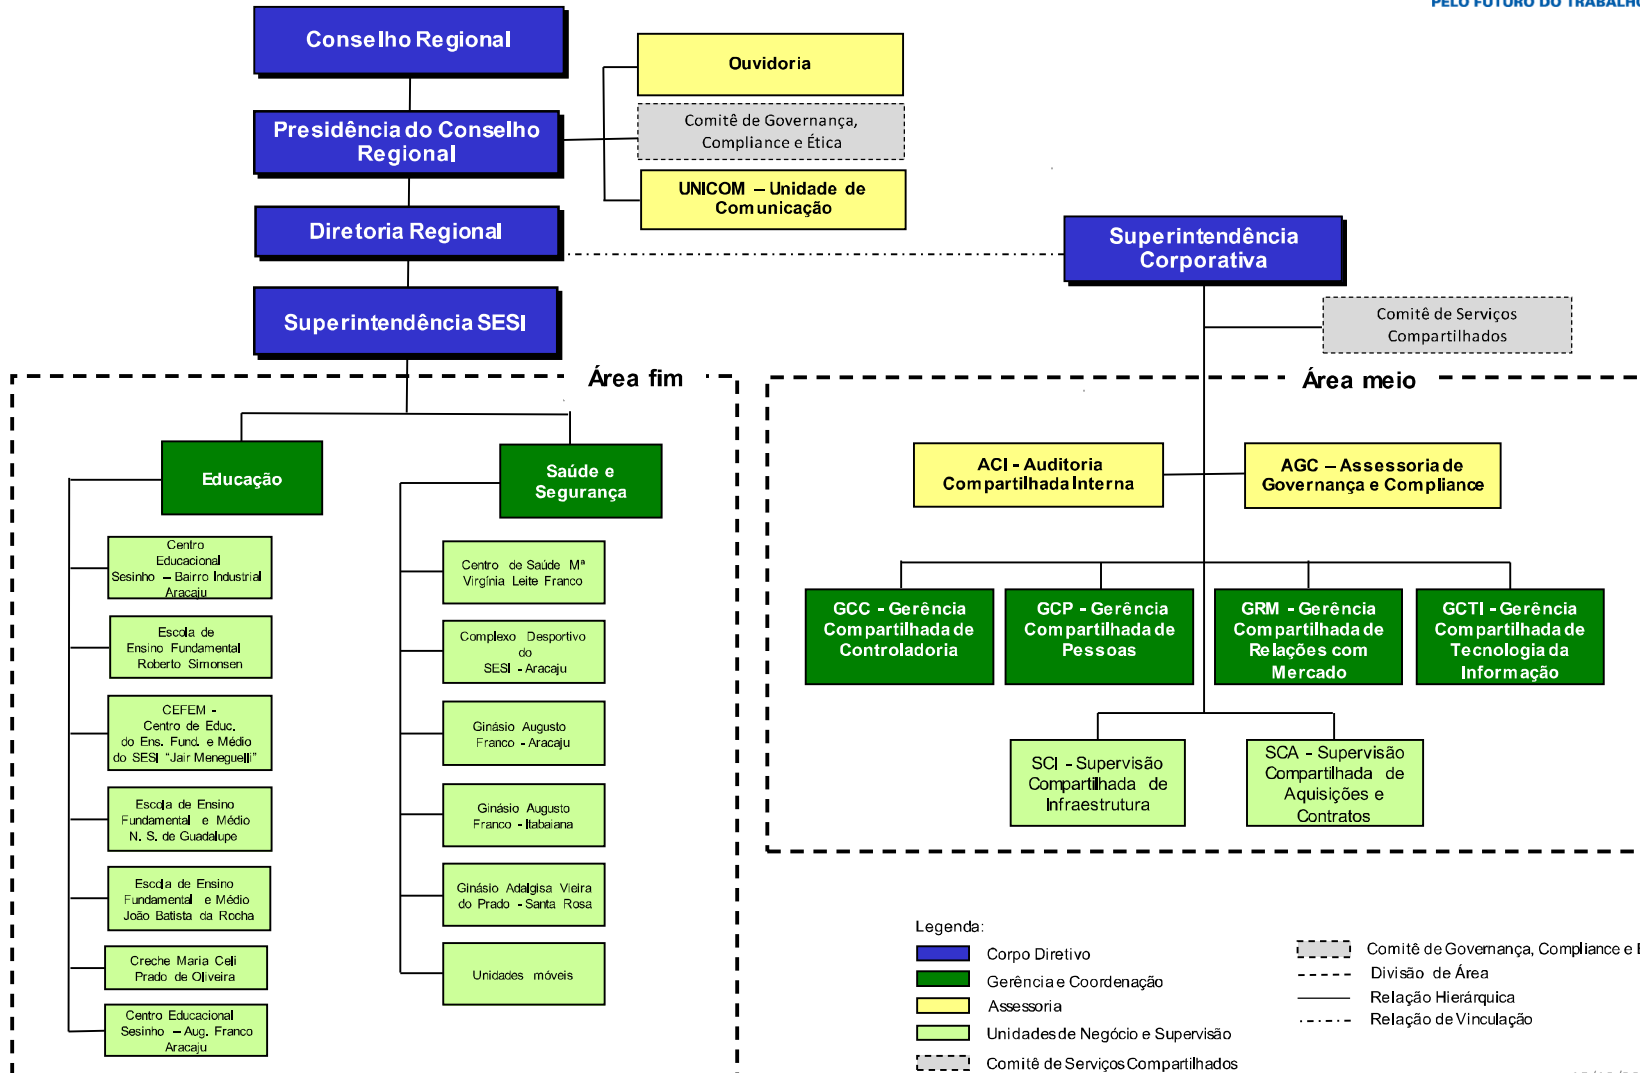 PELO FUTURO DO TRABALHO
Conselho Regional
Ouvidoria
Comitê de Governança,
Compliance e Ética
Presidência do Conselho
Regional
UNICOM – Unidade de
Comunicação
Diretoria Regional
Superintendência
Corporativa
Superintendência SESI
Comitê de Serviços
Compartilhados
Área fim
Área meio
Educação
Saúde e
Segurança
ACI - Auditoria
Compartilhada Interna
AGC – Assessoria de
Governança e Compliance
Centro
Educacional
Sesinho – Bairro Industrial
Aracaju
Escola de
Ensino Fundamental
Roberto Simonsen
CEFEM -
Centro de Educ.
do Ens. Fund. e Médio
do SESI "Jair Meneguelli"
Escola de Ensino
Fundamental e Médio
N. S. de Guadalupe
Escola de Ensino
Fundamental e Médio
João Batista da Rocha
Creche Maria Celi
Prado de Oliveira
Centro Educacional
Sesinho – Aug. Franco
Aracaju
Centro de Saúde Mª
Virgínia Leite Franco
Complexo Desportivo
do
SESI - Aracaju
Ginásio Augusto
Franco - Aracaju
Ginásio Augusto
Franco - Itabaiana
Ginásio Adalgisa Vieira
do Prado - Santa Rosa
Unidades móveis
GCC - Gerência
Compartilhada de
Controladoria
GCP - Gerência
Compartilhada de
Pessoas
GRM - Gerência
Compartilhada de
Relações com
Mercado
GCTI - Gerência
Compartilhada de
Tecnologia da
Informação
SCI - Supervisão
Compartilhada de
Infraestrutura
SCA - Supervisão
Compartilhada de
Aquisições e
Contratos
Legenda:
Corpo Diretivo
Gerência e Coordenação
Assessoria
Unidades de Negócio e Supervisão
Comitê de Serviços Compartilhados
Comitê de Governança, Compliance e
Divisão de Área
Relação Hierárquica
Relação de Vinculação